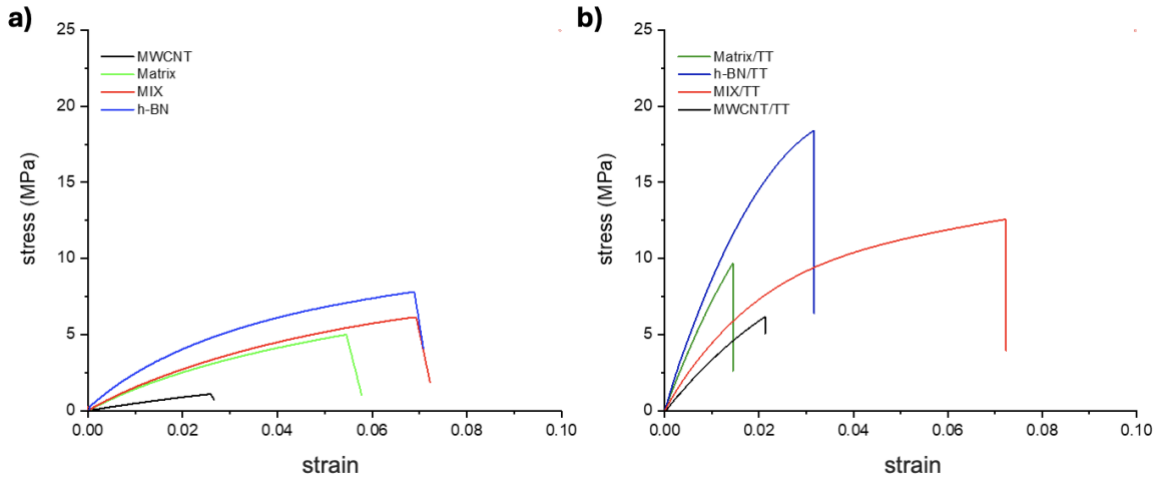 a)
25
20
15
10
5
0
stress (MPa)
MWCNT
Matrix
MIX
h-BN
0.00 0.02 0.04 0.06 0.08 0.10
strain
b)
25
20
15
10
5
0
stress (MPa)
Matrix/TT
h-BN/TT
MIX/TT
MWCNT/TT
0.00 0.02 0.04 0.06 0.08 0.10
strain